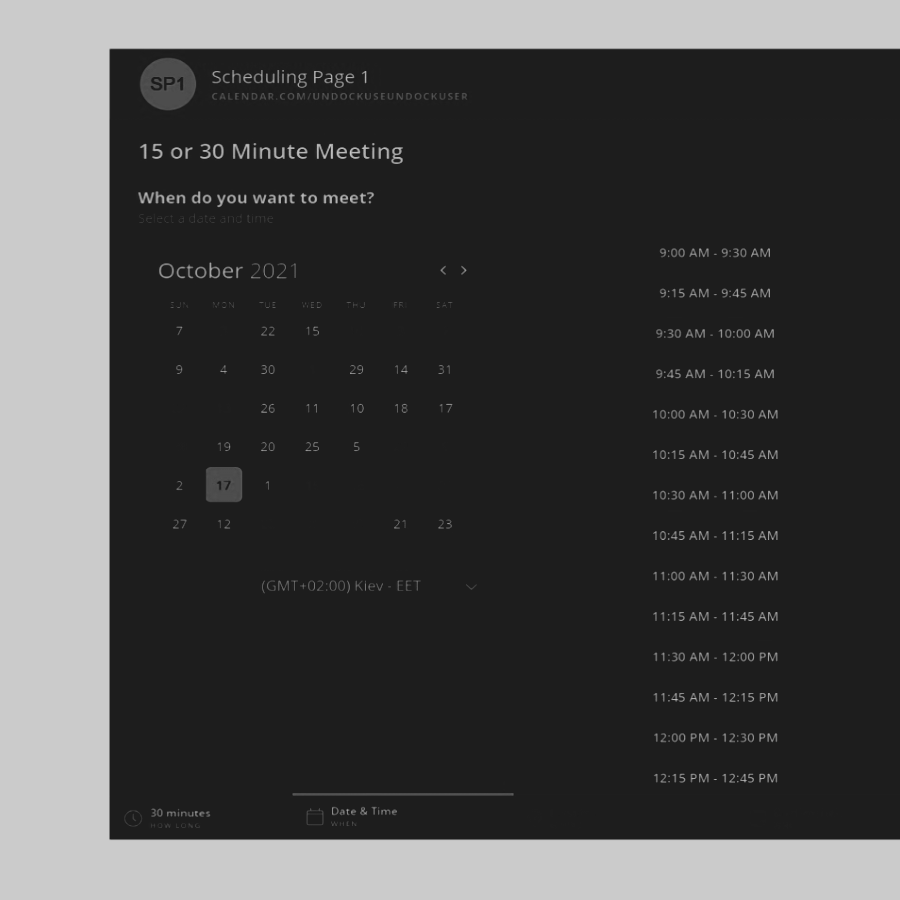 SP1
Scheduling Page 1
CALENDAR.COM/UNDOCKUSEUNDOCKUSER
15 or 30 Minute Meeting
When do you want to meet?
Select a date and time
October 2021
SUN MON TUE WED THU FRI SAT
7 22 15
9 4 30 29 14 31
26 11 10 18 17
19 20 25 5
2 17 1
27 12 21 23
(GMT+02:00) Kiev - EET
9:00 AM - 9:30 AM
9:15 AM - 9:45 AM
9:30 AM - 10:00 AM
9:45 AM - 10:15 AM
10:00 AM - 10:30 AM
10:15 AM - 10:45 AM
10:30 AM - 11:00 AM
10:45 AM - 11:15 AM
11:00 AM - 11:30 AM
11:15 AM - 11:45 AM
11:30 AM - 12:00 PM
11:45 AM - 12:15 PM
12:00 PM - 12:30 PM
12:15 PM - 12:45 PM
30 minutes
HOW LONG
Date & Time
WHEN